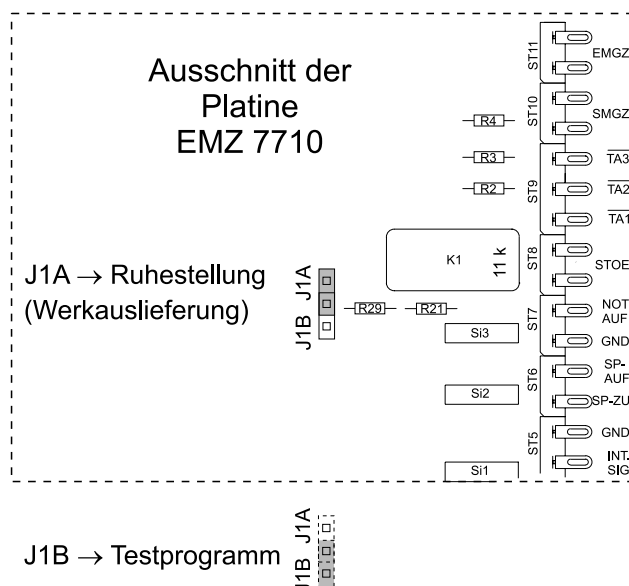 Ausschnitt der
Platine
EMZ 7710
ST11
EMGZ
ST10
SMGZ
R4
R3
TA3
R2
ST9
TA2
TA1
K1
11 k
ST8
STOE
J1A → Ruhestellung
(Werkauslieferung)
J1A
J1B
R29
R21
Si3
ST7
NOT
AUF
GND
Si2
ST6
SP-
AUF
SP-ZU
Si1
ST5
GND
INT.
SIG
J1B → Testprogramm
J1A
J1B